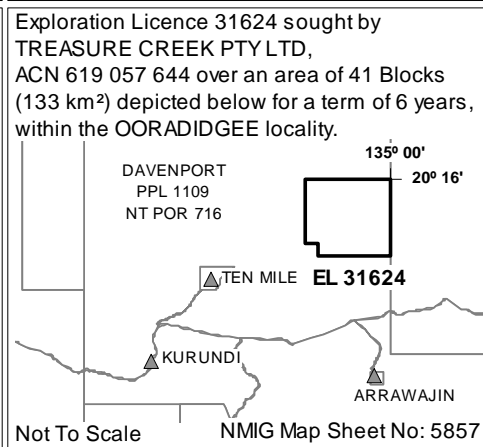 Exploration Licence 31624 sought by
TREASURE CREEK PTY LTD,
ACN 619 057 644 over an area of 41 Blocks
(133 km²) depicted below for a term of 6 years,
within the OORADIDGEE locality.
135º 00'
20º 16'
DAVENPORT
PPL 1109
NT POR 716
TEN MILE
EL 31624
KURUNDI
ARRAWAJIN
Not To Scale
NMIG Map Sheet No: 5857